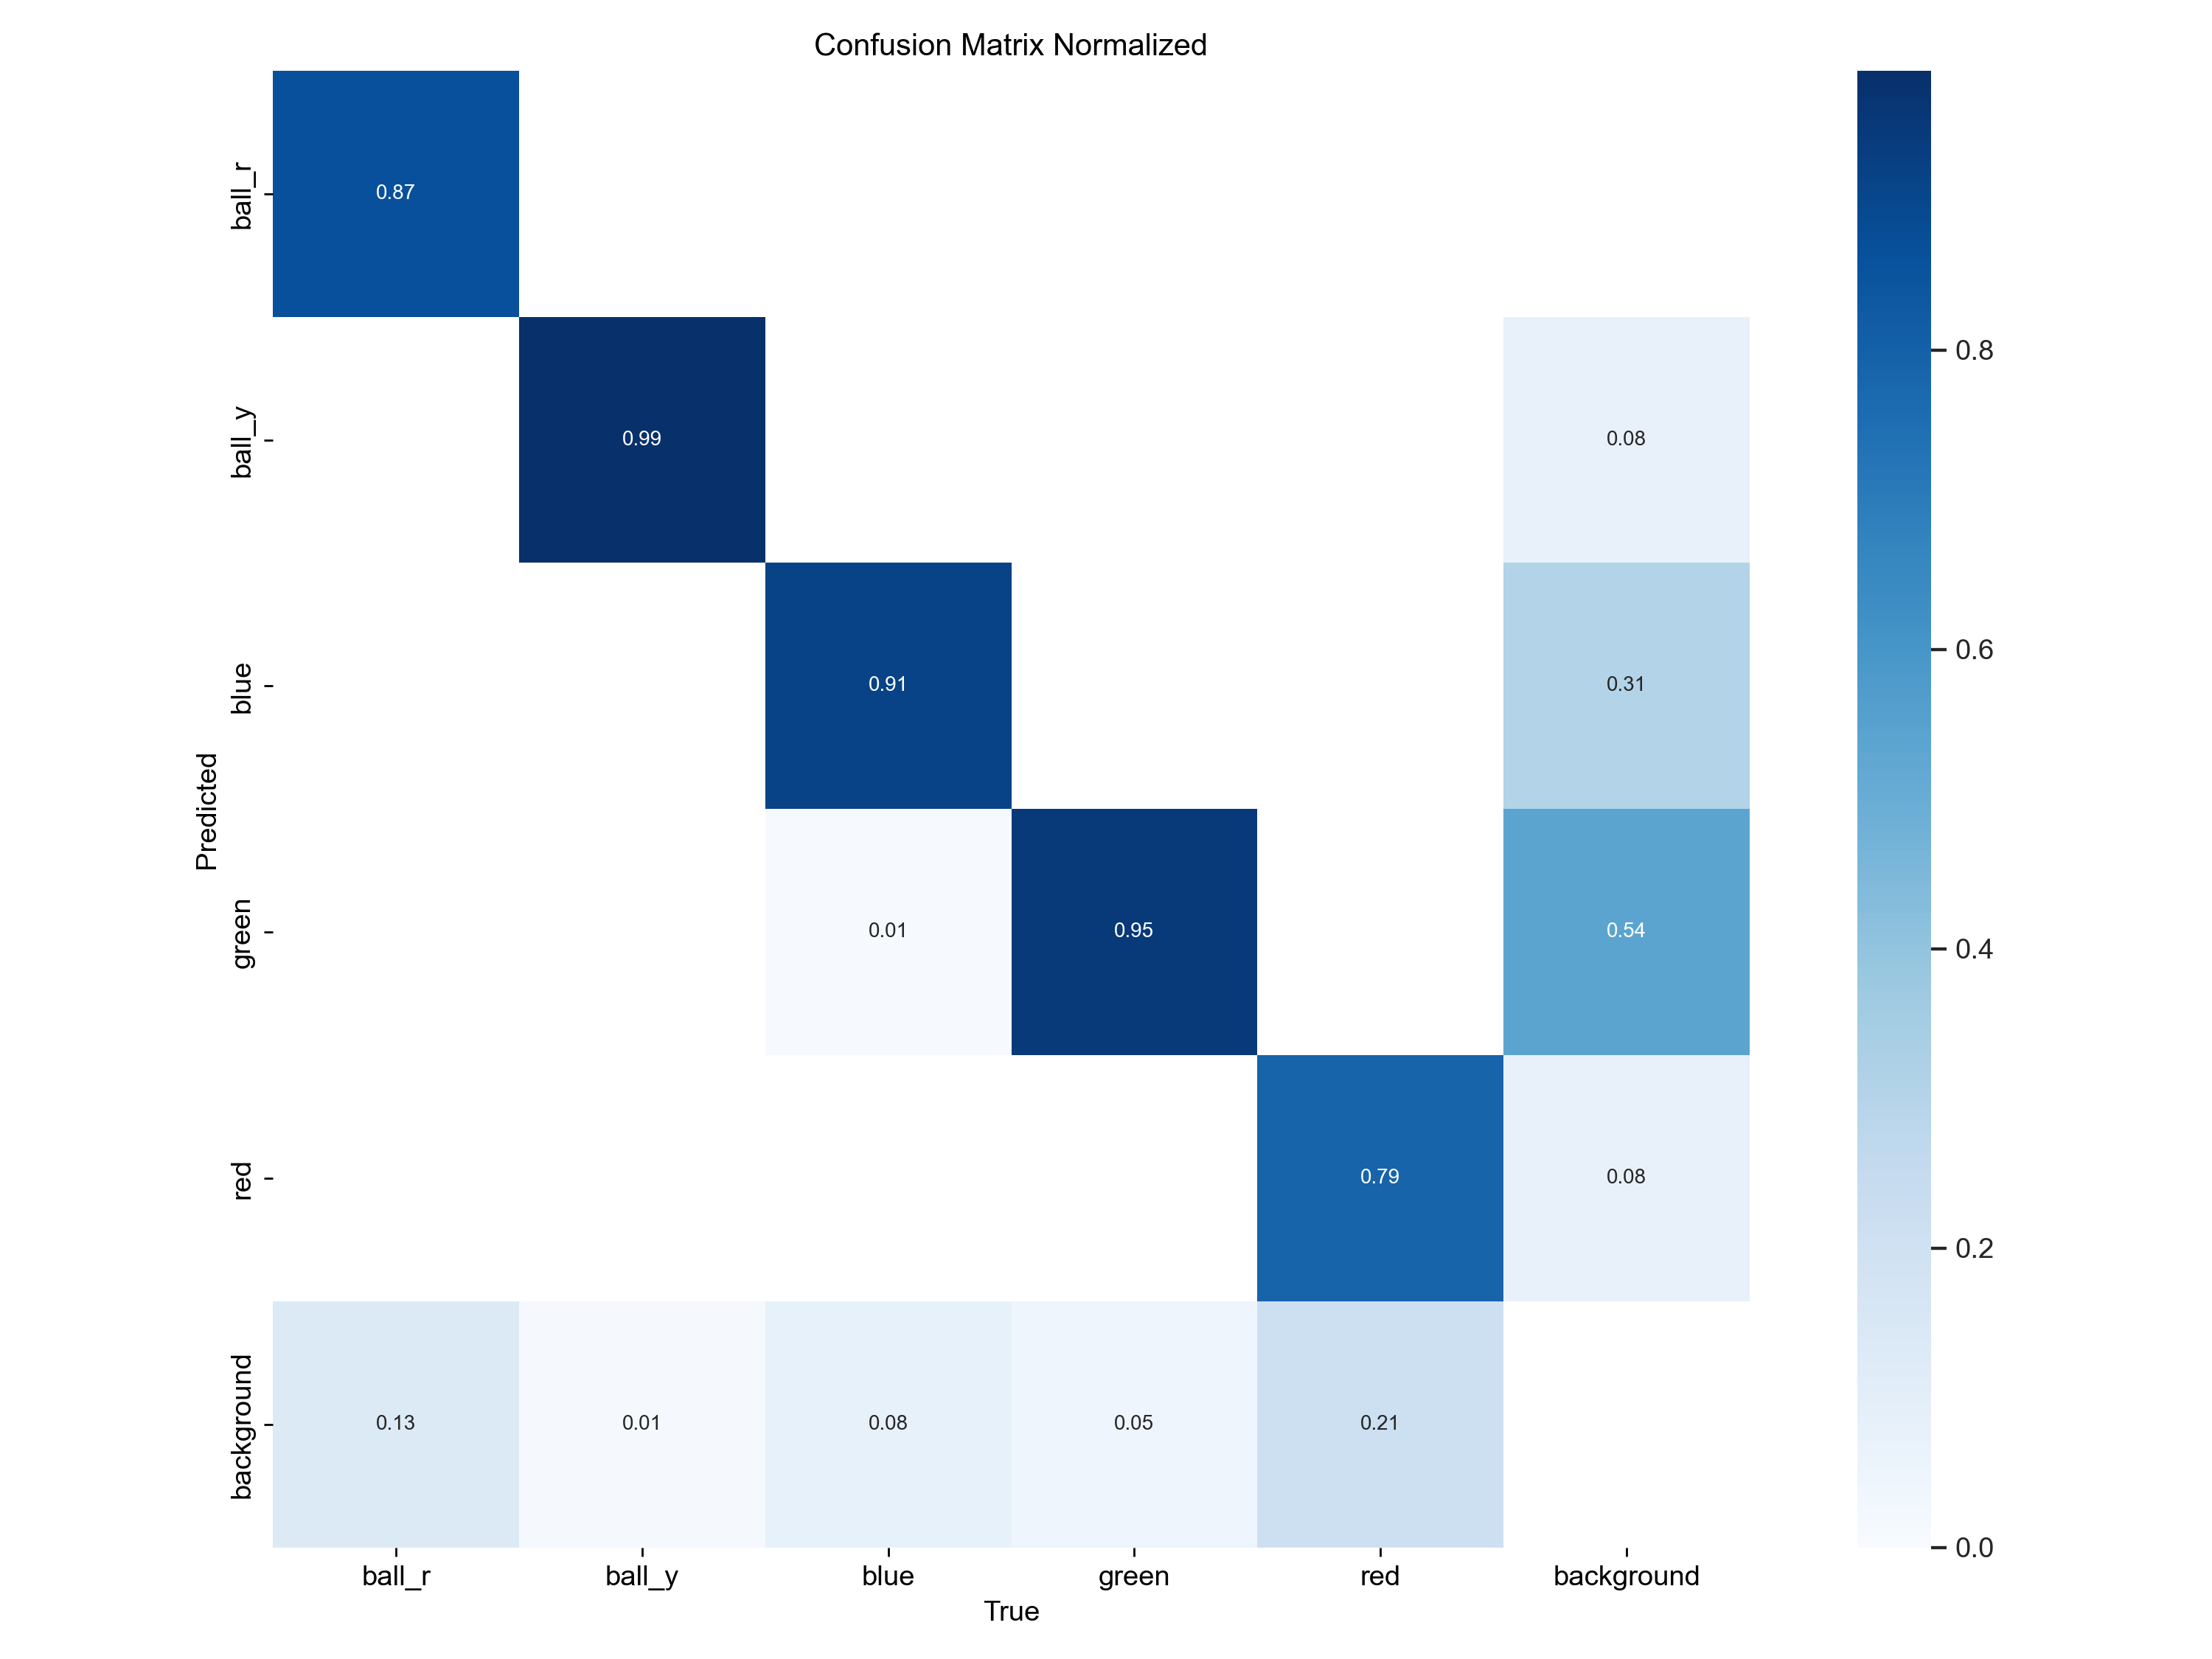 Confusion Matrix Normalized
ball_r
0.87
ball_y
0.99
0.08
0.8
blue
0.91
0.31
0.6
Predicted
green
0.01
0.95
0.54
0.4
red
0.79
0.08
0.2
background
0.13
0.01
0.08
0.05
0.21
0.0
ball_r
ball_y
blue
green
red
background
True